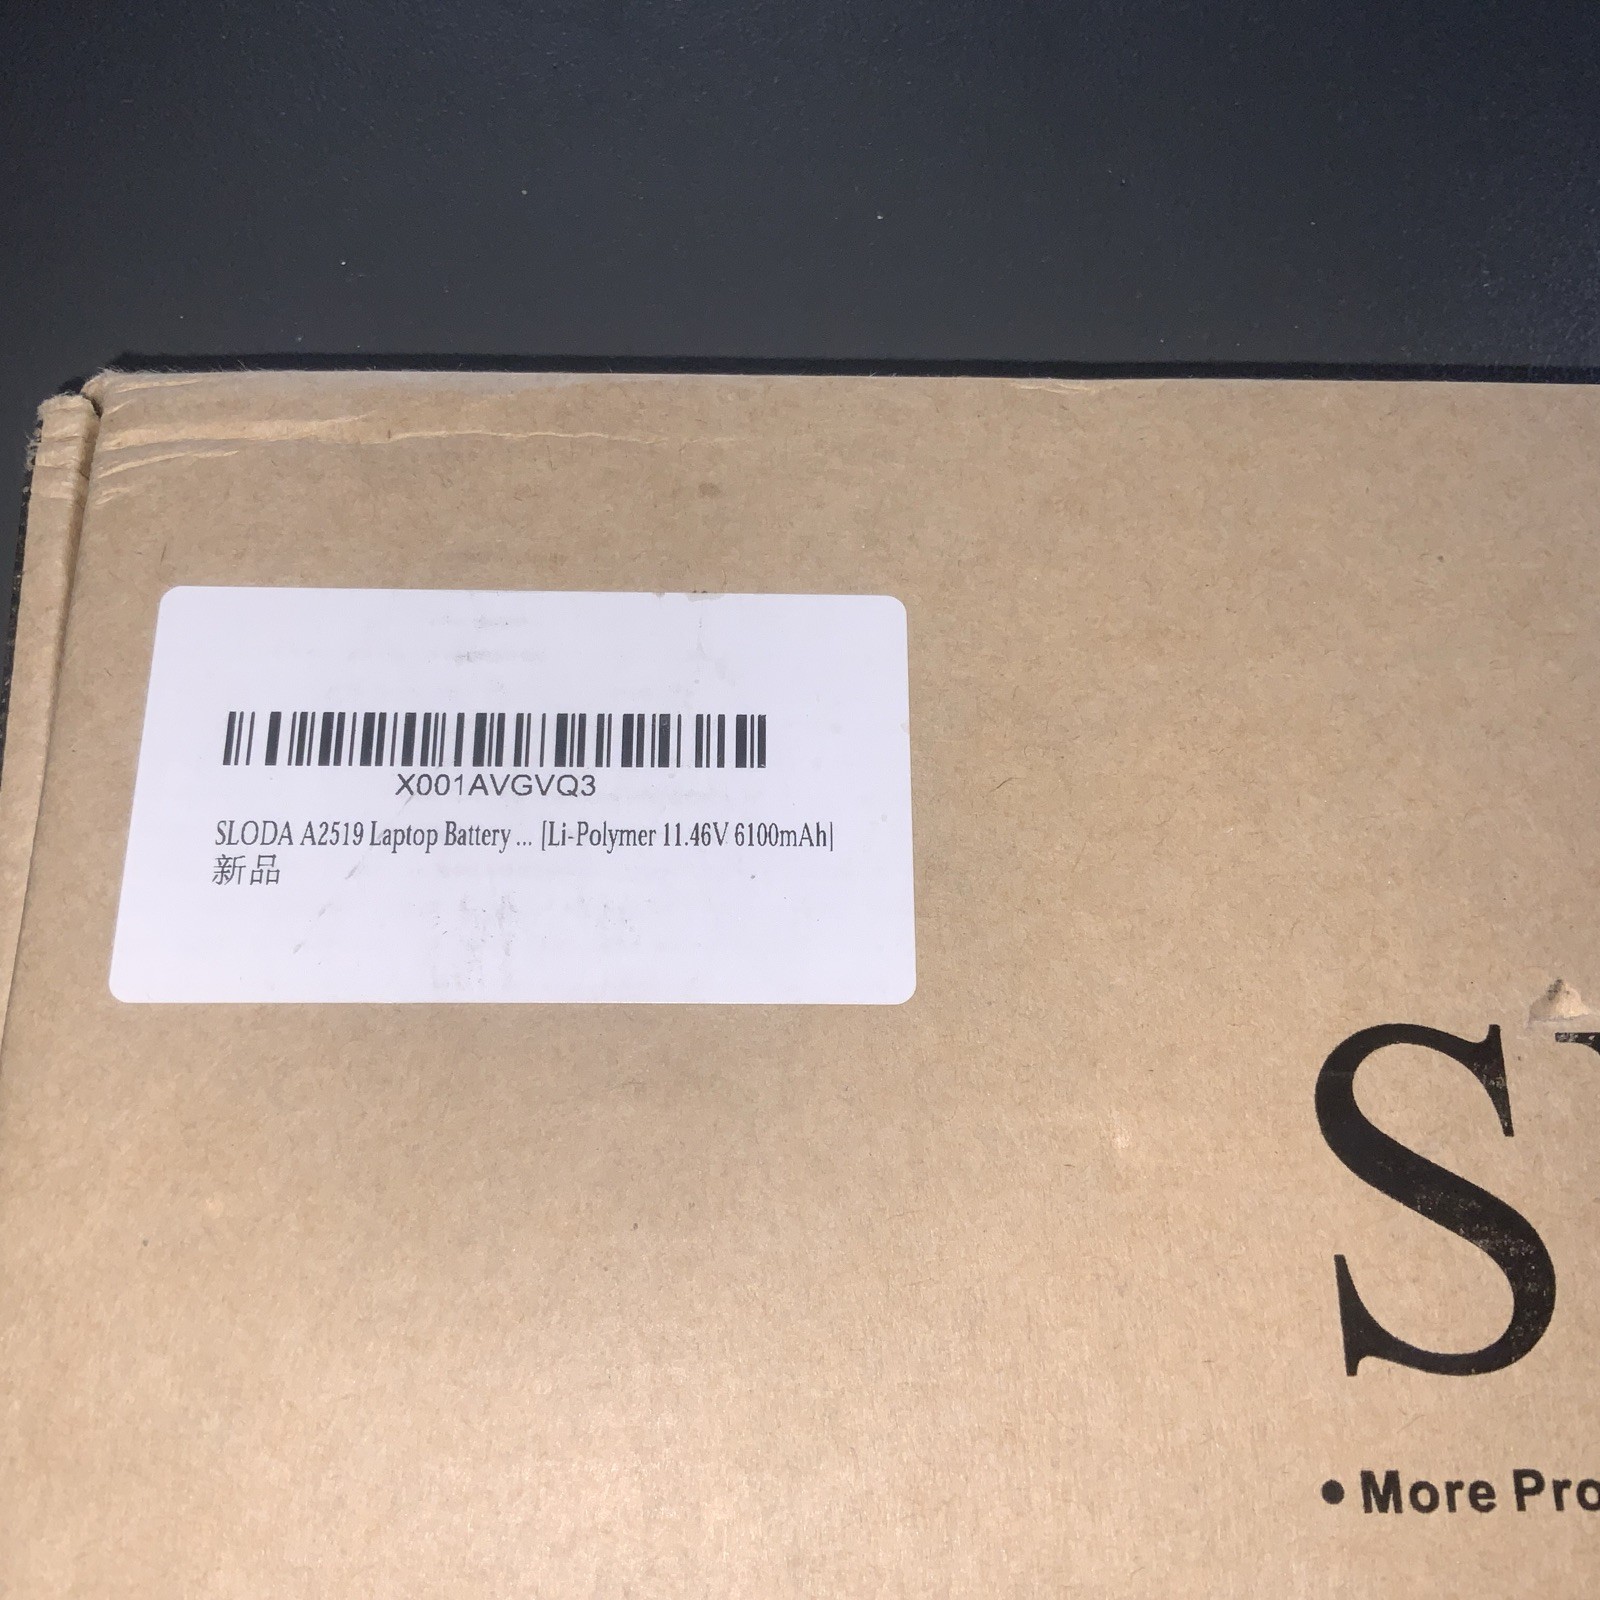 X001AVGVQ3
SLODA A2519 Laptop Battery ... [Li-Polymer 11.46V 6100mAh]
新品
S
• More Pro